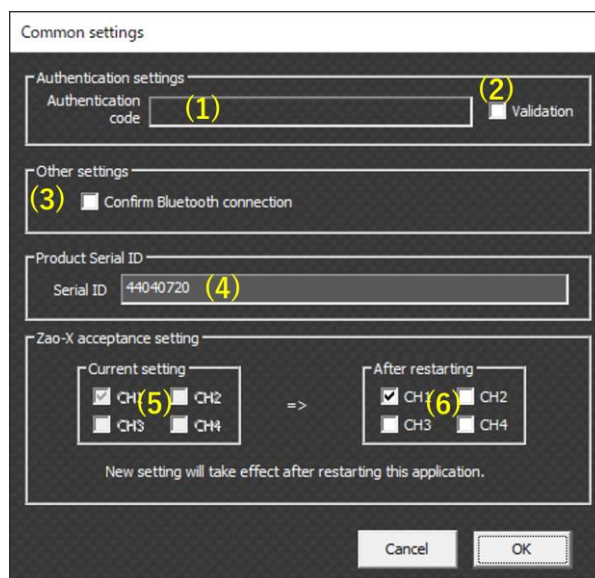 Common settings
Authentication settings
Authentication code (1) (2) Validation
Other settings
(3) Confirm Bluetooth connection
Product Serial ID
Serial ID 44040720 (4)
Zao-X acceptance setting
Current setting After restarting
CH1 CH2 => CH1 CH2
(5) (6)
CH3 CH4 CH3 CH4
New setting will take effect after restarting this application.
Cancel OK